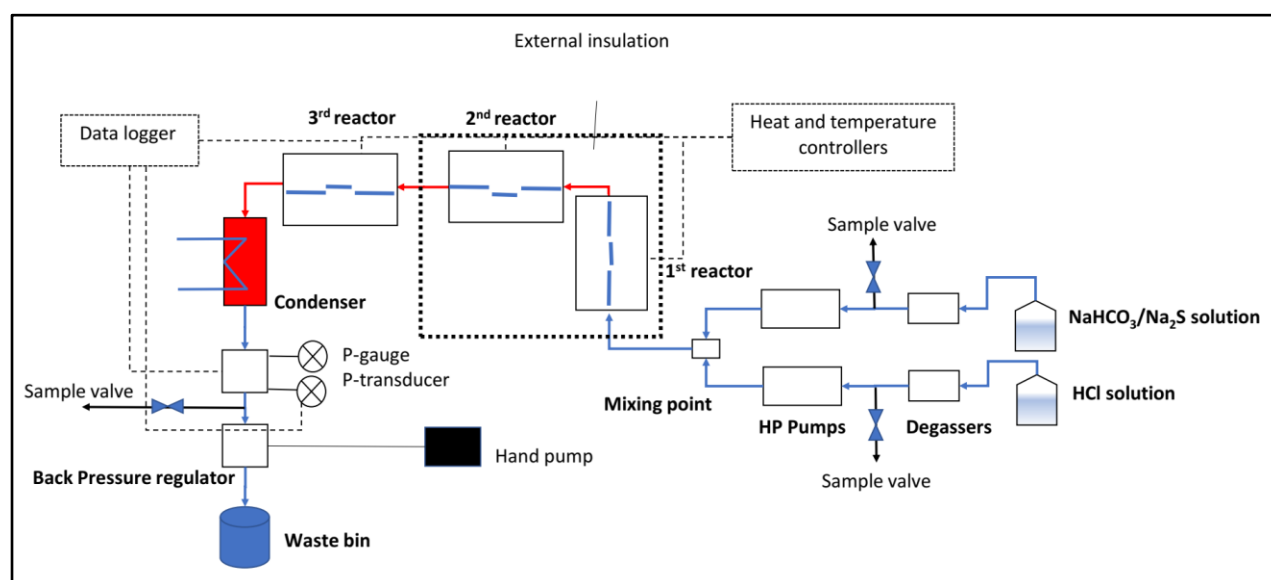 External insulation
3rd reactor
2nd reactor
Data logger
Heat and temperature
controllers
Sample valve
1st reactor
Condenser
NaHCO3/Na2S solution
P-gauge
P-transducer
Sample valve
HCl solution
Mixing point
HP Pumps
Degassers
Hand pump
Back Pressure regulator
Sample valve
Waste bin